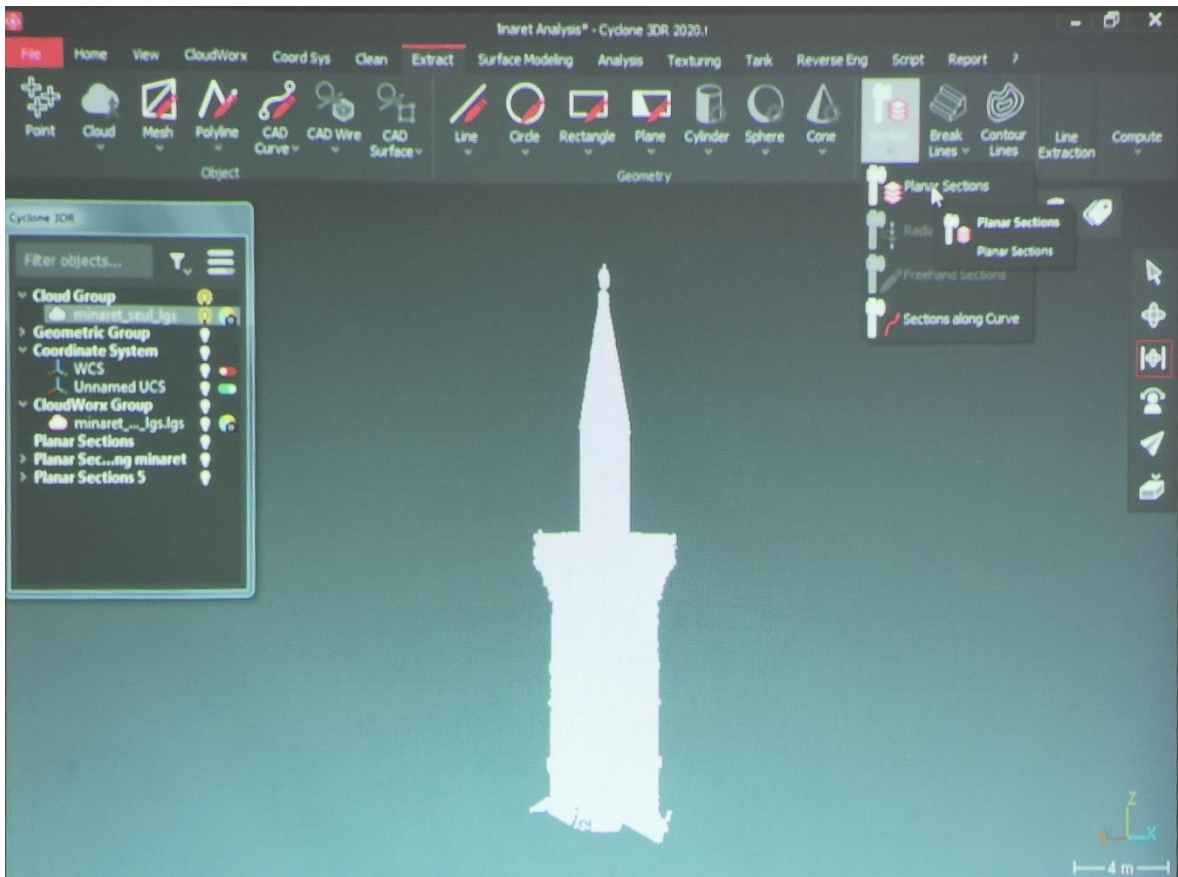 linaret Analysis* - Cyclone 3DR 2020.1
File Home View CloudWorx Coord Sys Clean Extract Surface Modeling Analysis Texturing Tank Reverse Eng Script Report ?
Point Cloud Mesh Polyline CAD Curve CAD Wire CAD Surface Line Circle Rectangle Plane Cylinder Sphere Cone Break Lines Contour Lines Line Extraction Compute
Object Geometry
Planar Sections
Planar Sections
Planar Sections
Freehand Sections
Sections along Curve
Cyclone 3DR
Filter objects...
Cloud Group
minaret_seul_lgs
Geometric Group
Coordinate System
WCS
Unnamed UCS
CloudWorx Group
minaret_..._lgs.lgs
Planar Sections
Planar Sec...ng minaret
Planar Sections 5
Z
X
4 m